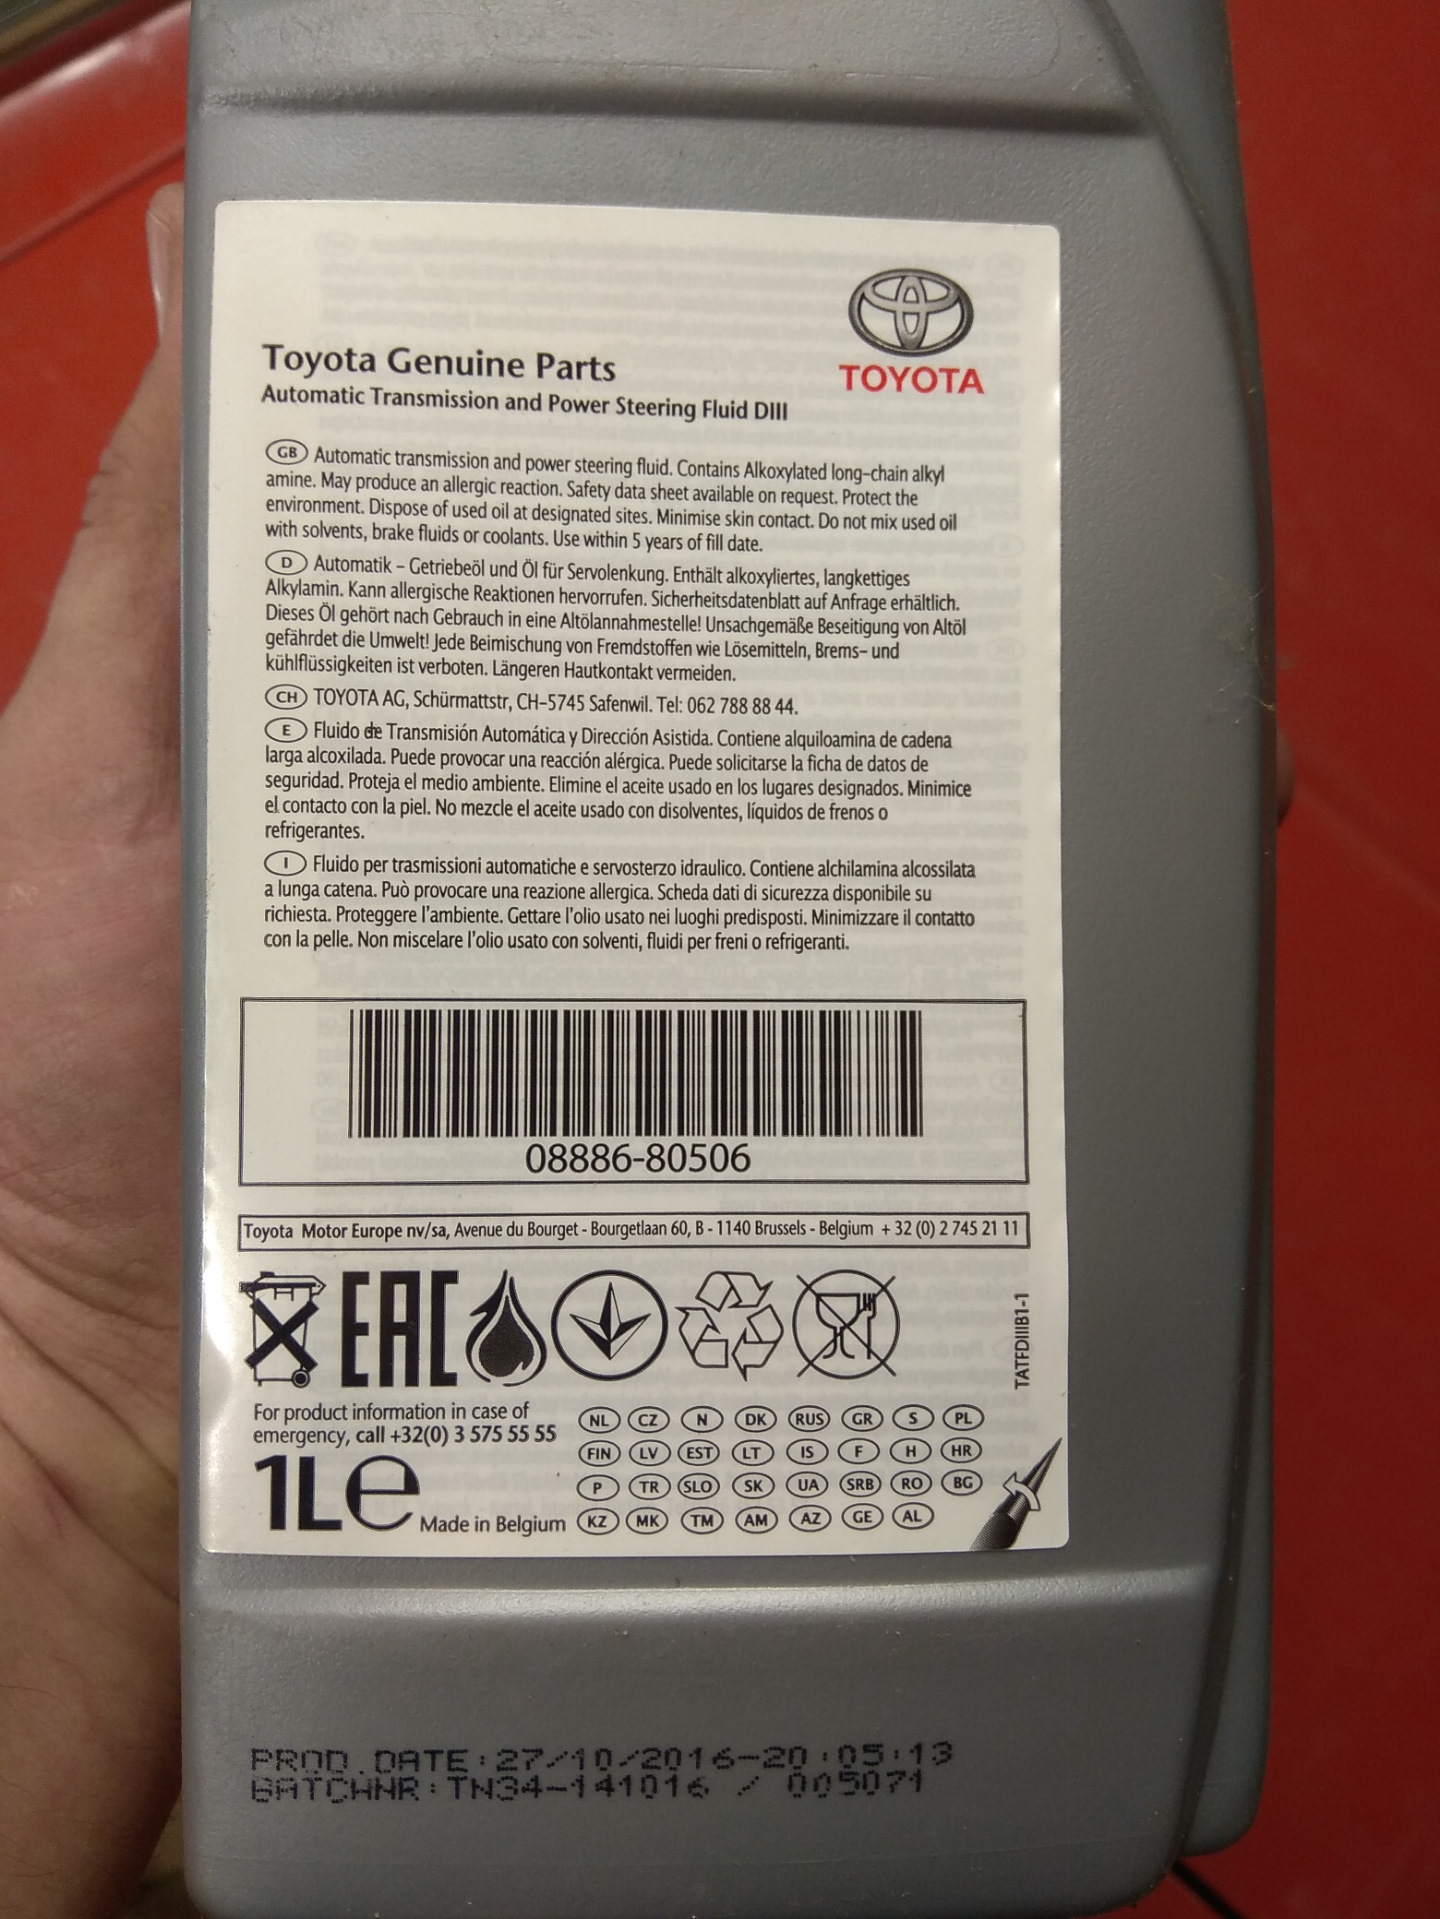 TOYOTA
Toyota Genuine Parts
Automatic Transmission and Power Steering Fluid DIII
GB Automatic transmission and power steering fluid. Contains Alkoxylated long-chain alkyl
amine. May produce an allergic reaction. Safety data sheet available on request. Protect the
environment. Dispose of used oil at designated sites. Minimise skin contact. Do not mix used oil
with solvents, brake fluids or coolants. Use within 5 years of fill date.
D Automatik – Getriebeöl und Öl für Servolenkung. Enthält alkoxyliertes, langkettiges
Alkylamin. Kann allergische Reaktionen hervorrufen. Sicherheitsdatenblatt auf Anfrage erhältlich.
Dieses Öl gehört nach Gebrauch in eine Altölannahmestelle! Unsachgemäße Beseitigung von Altöl
gefährdet die Umwelt! Jede Beimischung von Fremdstoffen wie Lösemitteln, Brems- und
kühlflüssigkeiten ist verboten. Längeren Hautkontakt vermeiden.
CH TOYOTA AG, Schürmattstr, CH-5745 Safenwil. Tel: 062 788 88 44.
E Fluido de Transmisión Automática y Dirección Asistida. Contiene alquiloamina de cadena
larga alcoxilada. Puede provocar una reacción alérgica. Puede solicitarse la ficha de datos de
seguridad. Proteja el medio ambiente. Elimine el aceite usado en los lugares designados. Minimice
el contacto con la piel. No mezcle el aceite usado con disolventes, líquidos de frenos o
refrigerantes.
I Fluido per trasmissioni automatiche e servosterzo idraulico. Contiene alchilamina alcossilata
a lunga catena. Può provocare una reazione allergica. Scheda dati di sicurezza disponibile su
richiesta. Proteggere l'ambiente. Gettare l'olio usato nei luoghi predisposti. Minimizzare il contatto
con la pelle. Non miscelare l'olio usato con solventi, fluidi per freni o refrigeranti.
08886-80506
Toyota Motor Europe nv/sa, Avenue du Bourget - Bourgetlaan 60, B - 1140 Brussels - Belgium + 32 (0) 2 745 21 11
EAC
TATFDIIIB1-1
For product information in case of
emergency, call +32(0) 3 575 55 55
1L e
Made in Belgium
NL CZ N DK RUS GR S PL
FIN LV EST LT IS F H HR
P TR SLO SK UA SRB RO BG
KZ MK TM AM AZ GE AL
PROD.DATE:27/10/2016-20:05:13
BATCHNR:TN34-141016 / 005071